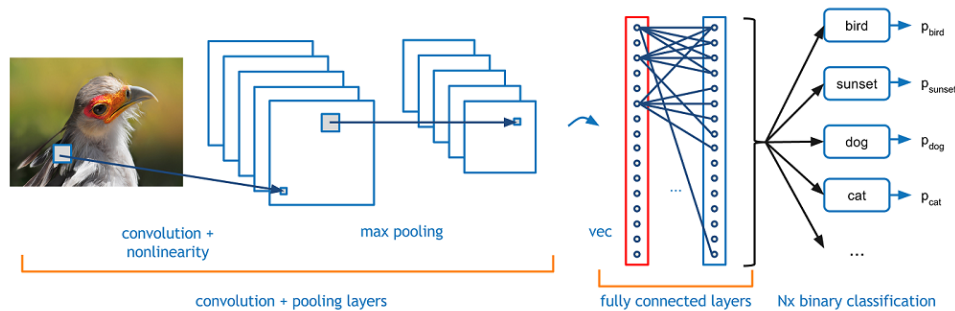 bird
p_bird
sunset
p_sunset
dog
p_dog
cat
p_cat
...
...
convolution +
nonlinearity
max pooling
vec
convolution + pooling layers
fully connected layers
Nx binary classification